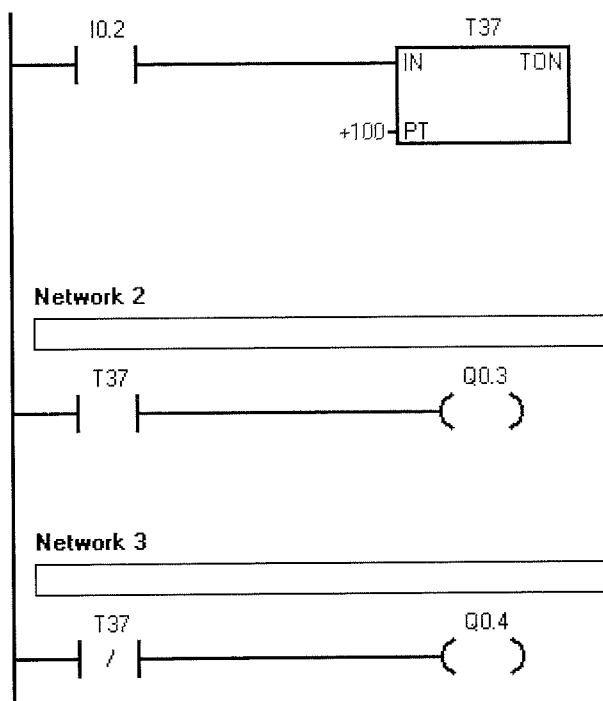 I0.2
T37
IN TON
+100 PT
Network 2
T37
Q0.3
Network 3
T37
/
Q0.4